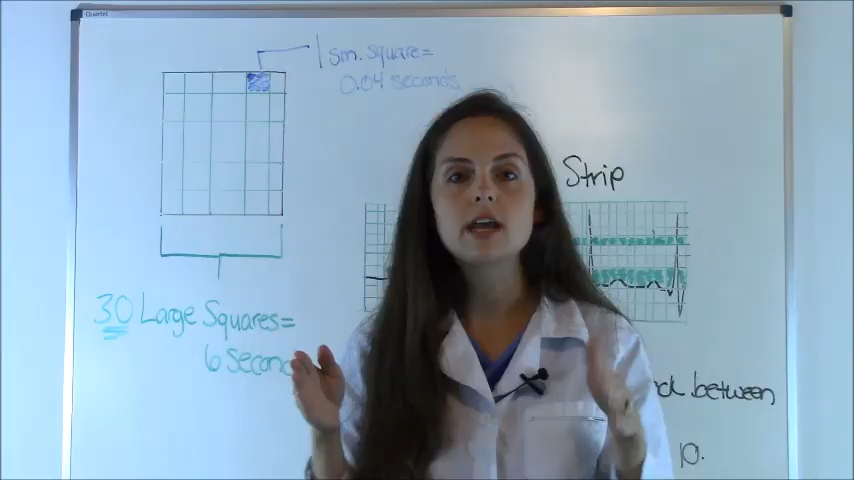 Quartet
1 sm. square =
0.04 seconds
Strip
30 Large Squares =
6 Second
between
10.